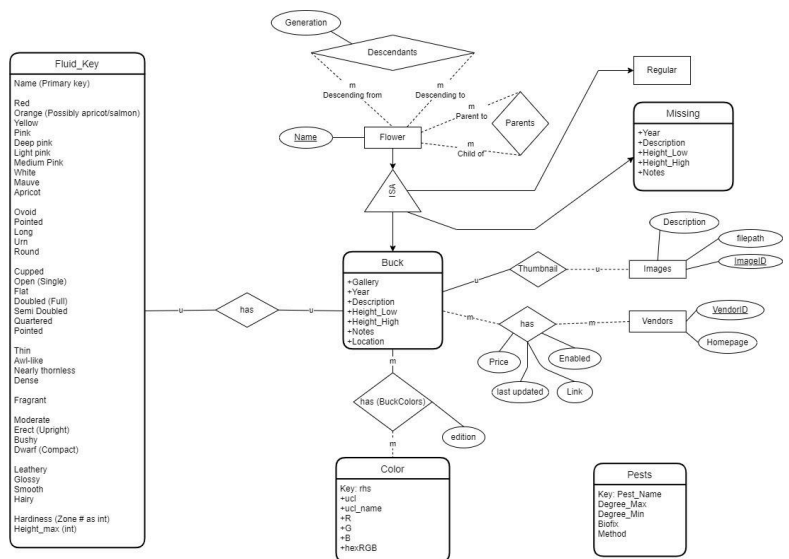 Generation
Descendants
m
Descending from
m
Descending to
Name
Flower
m
Parent to
Parents
m
Child of
ISA
Regular
Missing
+Year
+Description
+Height_Low
+Height_High
+Notes
Fluid_Key
Name (Primary key)
Red
Orange (Possibly apricot/salmon)
Yellow
Pink
Deep pink
Light pink
Medium Pink
White
Mauve
Apricot
Ovoid
Pointed
Long
Urn
Round
Cupped
Open (Single)
Flat
Doubled (Full)
Semi Doubled
Quartered
Pointed
Thin
Awl-like
Nearly thornless
Dense
Fragrant
Moderate
Erect (Upright)
Bushy
Dwarf (Compact)
Leathery
Glossy
Smooth
Hairy
Hardiness (Zone # as int)
Height_max (int)
u
has
u
Buck
+Gallery
+Year
+Description
+Height_Low
+Height_High
+Notes
+Location
u
Thumbnail
u
Images
Description
filepath
ImageID
m
has
m
Vendors
VendorID
Homepage
Price
last updated
Link
Enabled
m
has (BuckColors)
edition
m
Color
Key: rhs
+ucl
+ucl_name
+R
+G
+B
+hexRGB
Pests
Key: Pest_Name
Degree_Max
Degree_Min
Biofix
Method